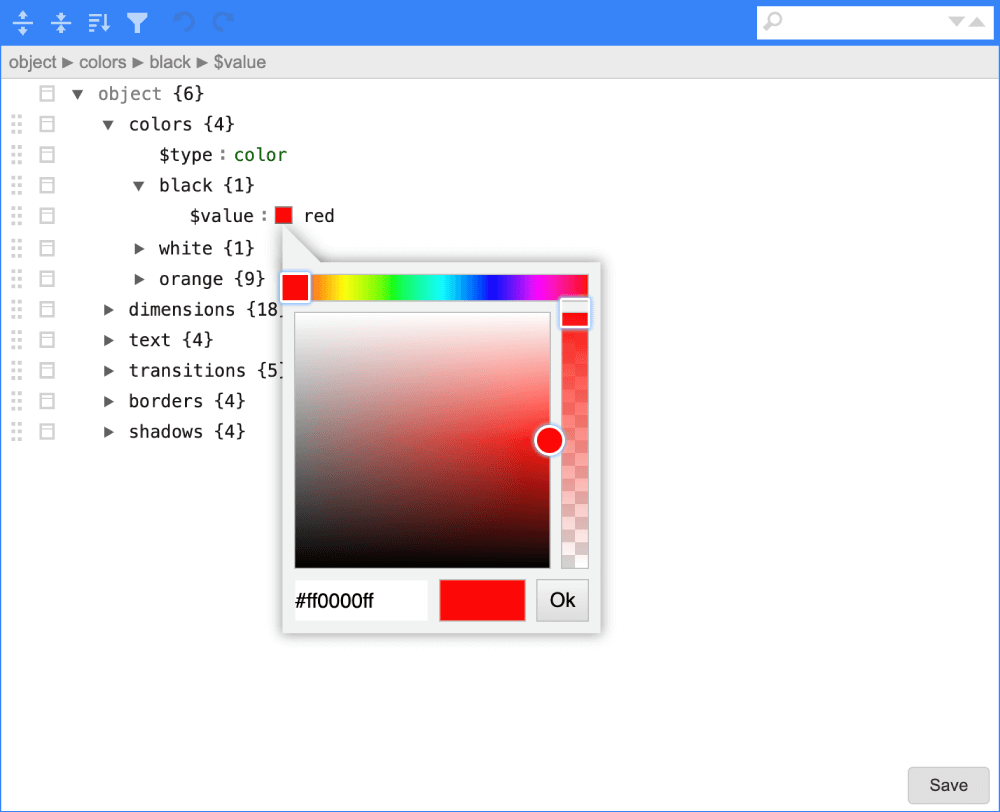 object ▶ colors ▶ black ▶ $value
object {6}
colors {4}
$type : color
black {1}
$value : red
white {1}
orange {9}
dimensions {18
text {4}
transitions {5
borders {4}
shadows {4}
#ff0000ff
Ok
Save